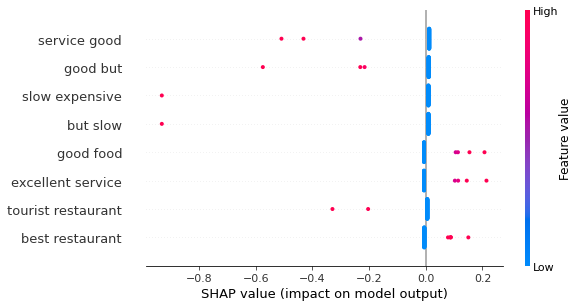 High
service good
good but
slow expensive
but slow
good food
excellent service
tourist restaurant
best restaurant
Feature value
Low
−0.8 −0.6 −0.4 −0.2 0.0 0.2
SHAP value (impact on model output)